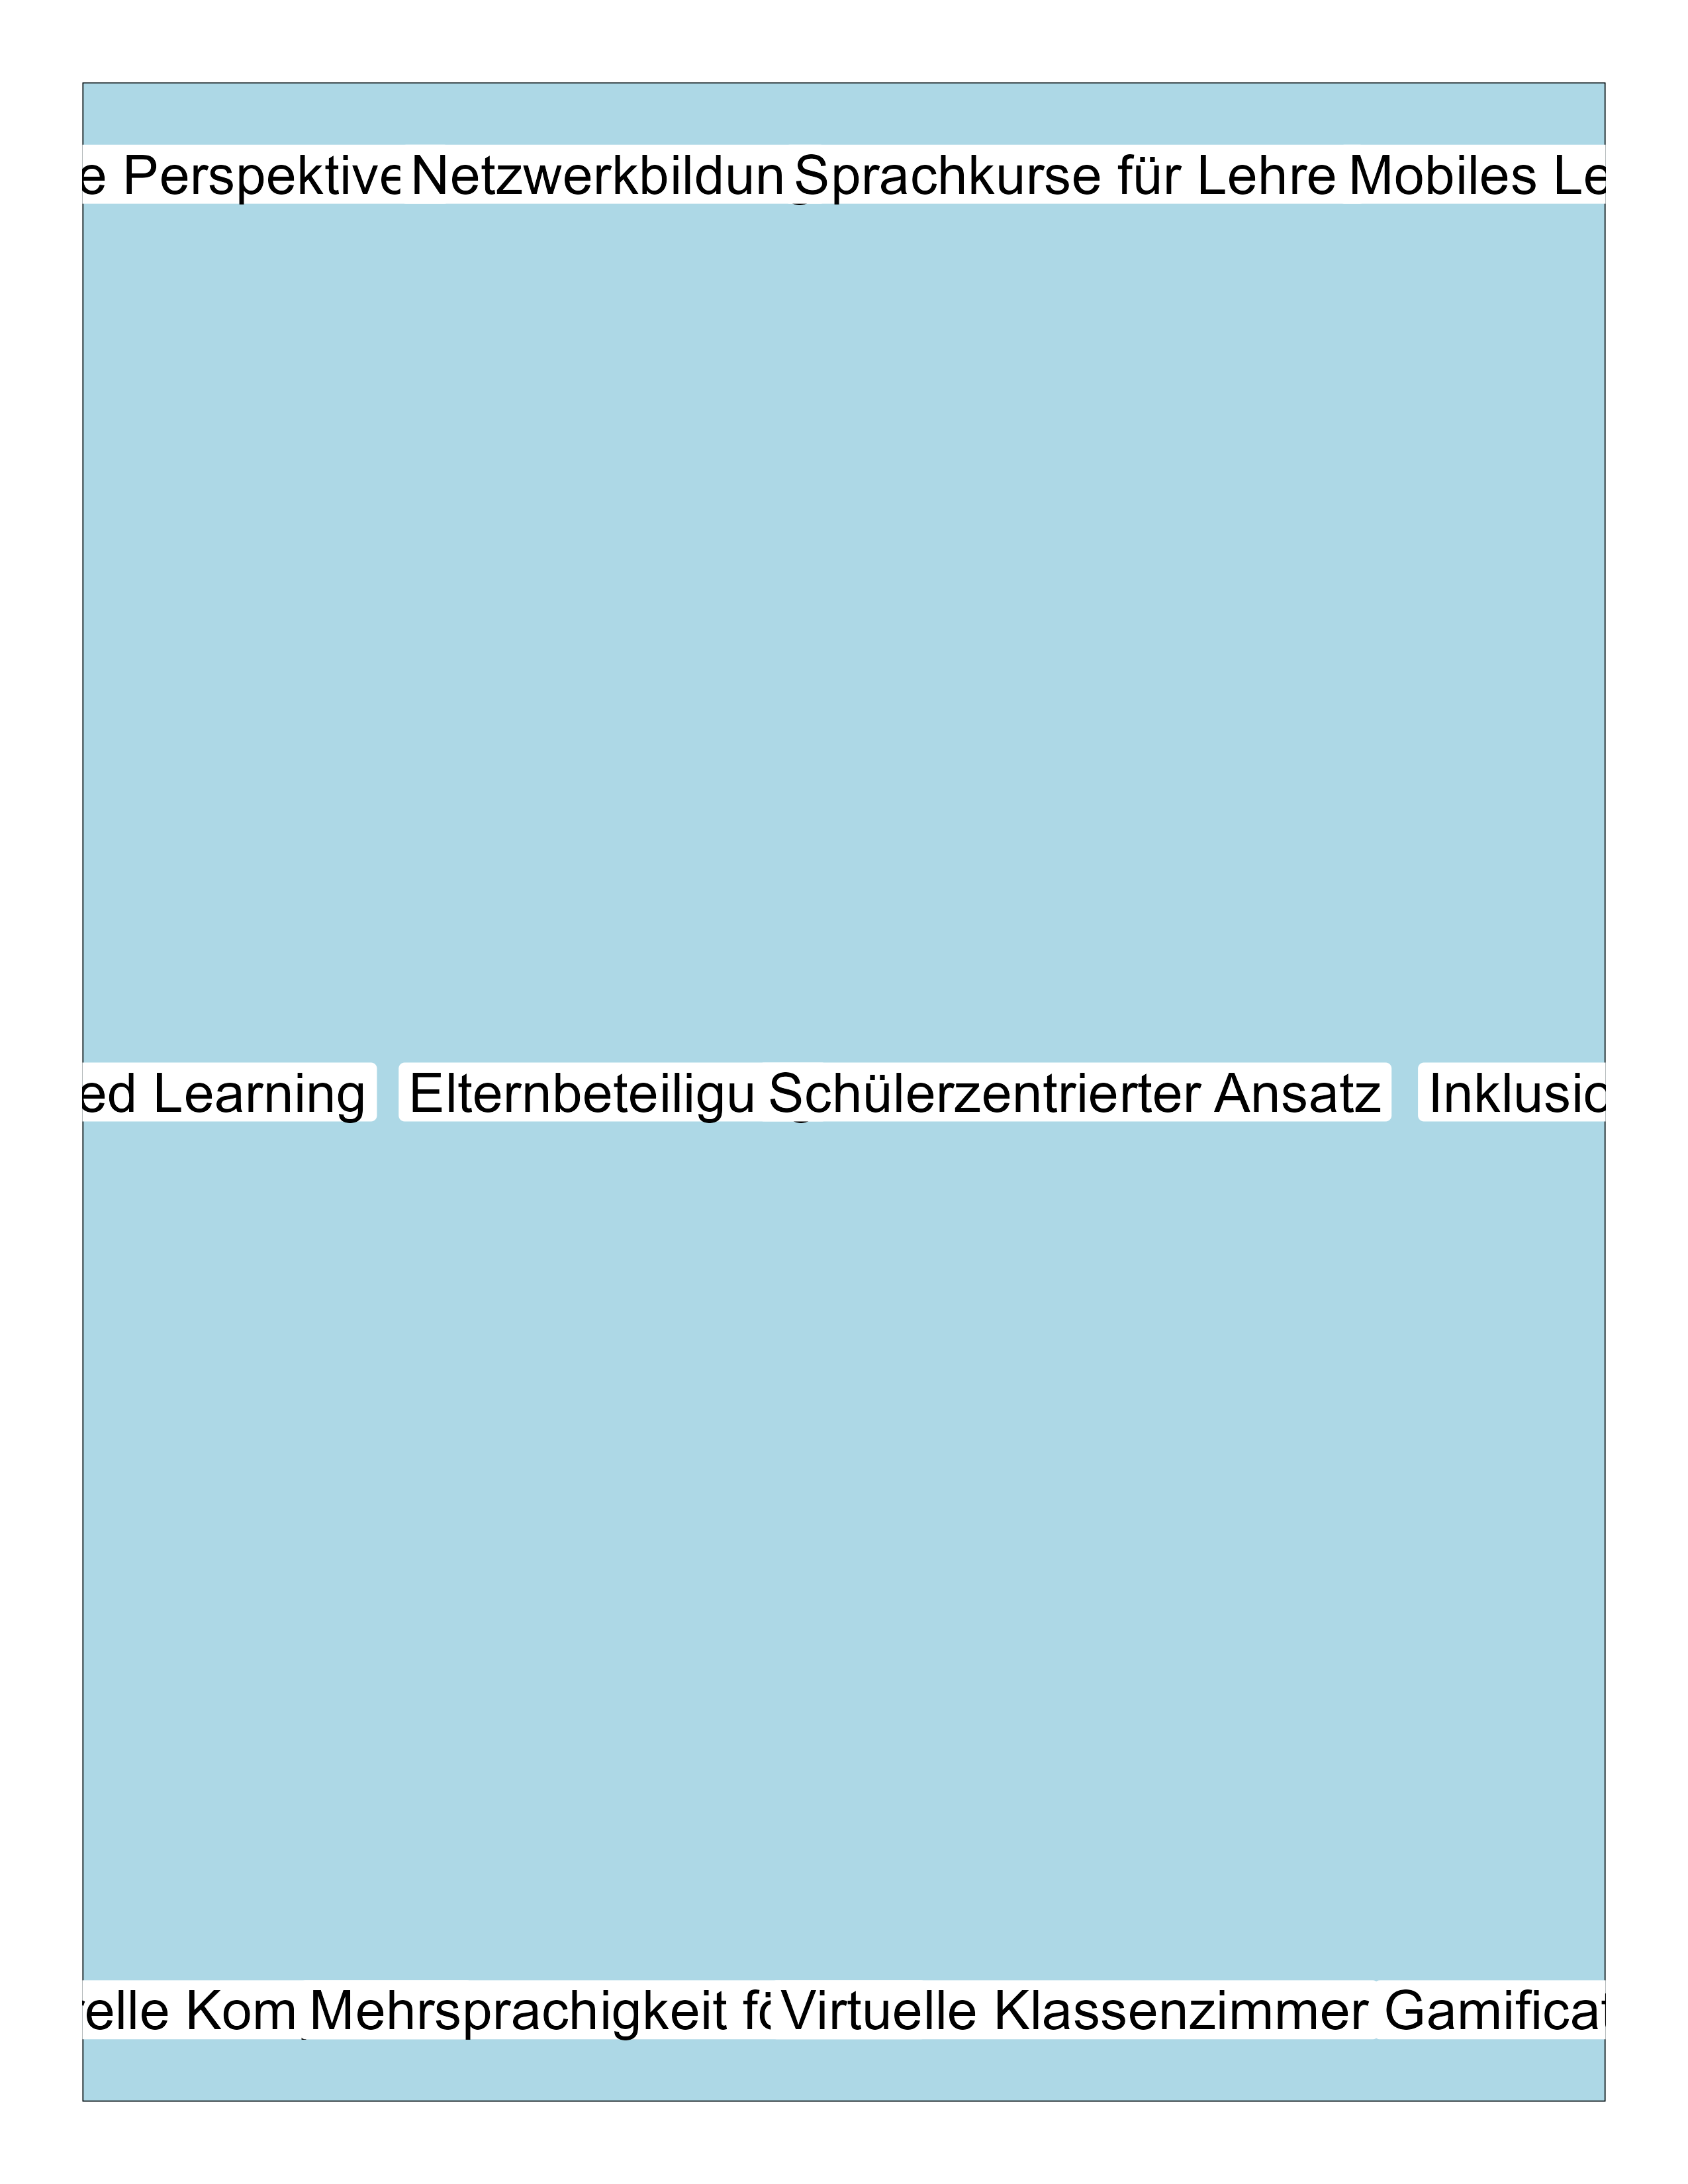 e Perspektive Netzwerkbildun Sprachkurse für Lehre Mobiles Le
ed Learning Elternbeteiligu Schülerzentrierter Ansatz Inklusio
elle Kom Mehrsprachigkeit fö Virtuelle Klassenzimmer Gamificat